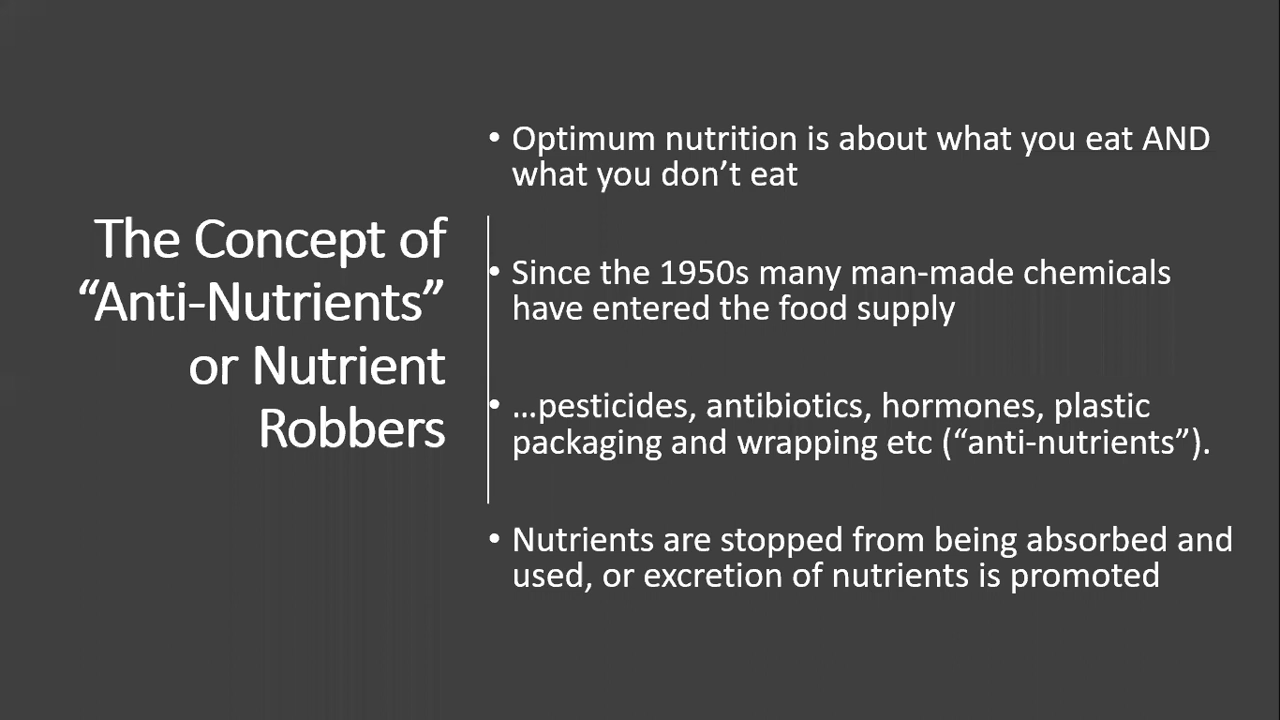 The Concept of
“Anti-Nutrients”
or Nutrient
Robbers
• Optimum nutrition is about what you eat AND
what you don’t eat
• Since the 1950s many man-made chemicals
have entered the food supply
• …pesticides, antibiotics, hormones, plastic
packaging and wrapping etc (“anti-nutrients”).
• Nutrients are stopped from being absorbed and
used, or excretion of nutrients is promoted